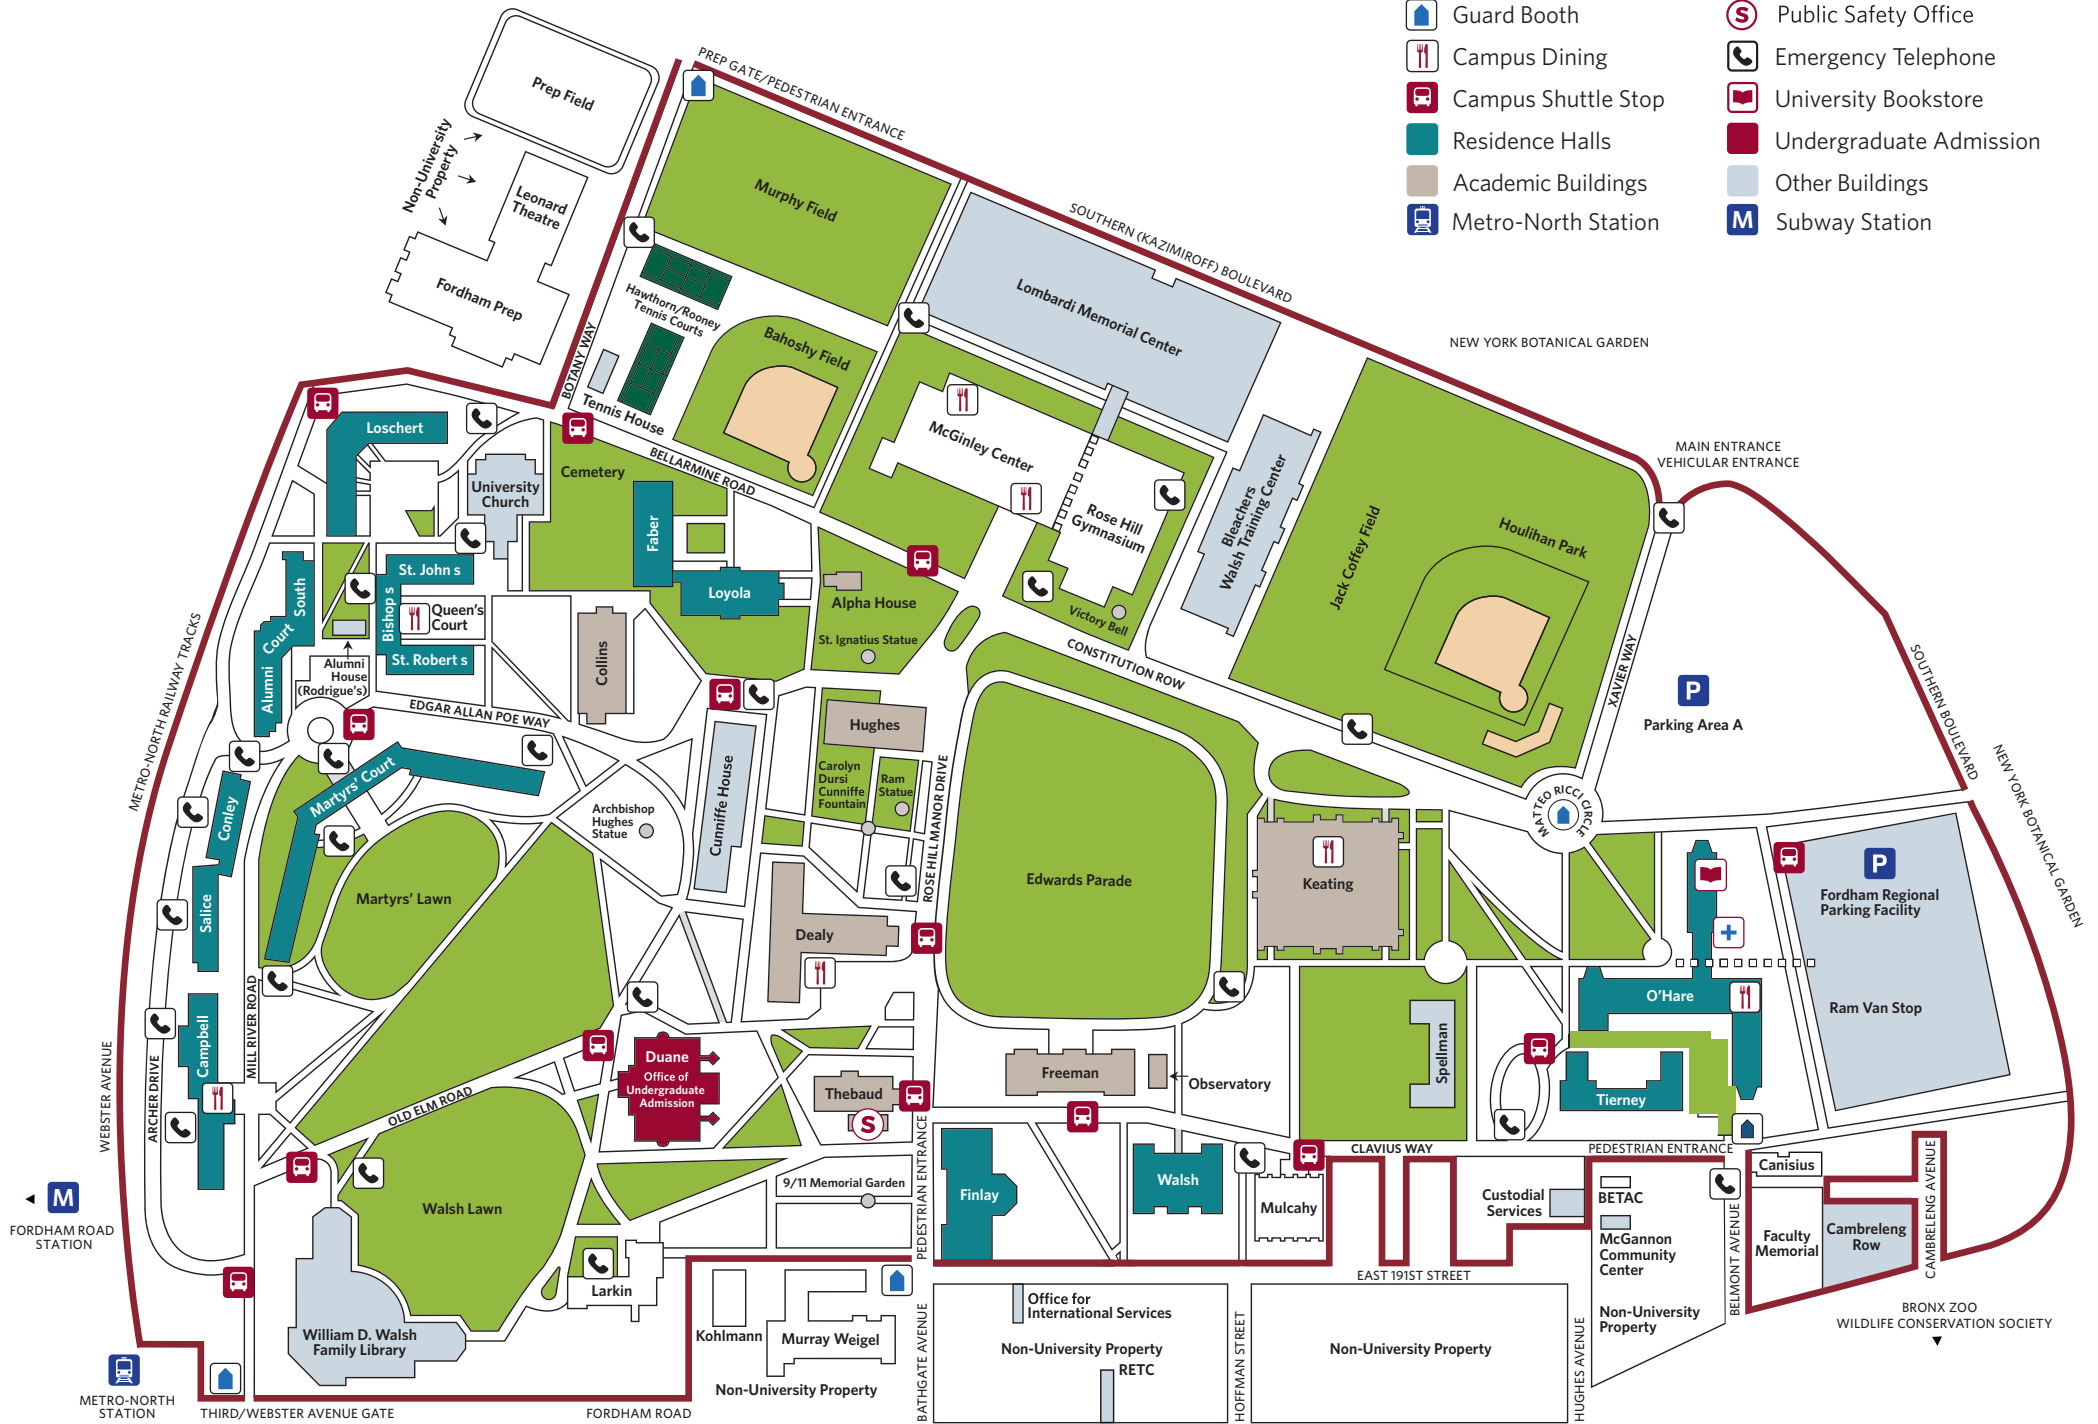 Guard Booth
Campus Dining
Campus Shuttle Stop
Residence Halls
Academic Buildings
Metro-North Station
S
Public Safety Office
Emergency Telephone
University Bookstore
Undergraduate Admission
Other Buildings
M
Subway Station
PREP GATE/PEDESTRIAN ENTRANCE
Prep Field
Non-University
Property
Leonard
Theatre
Fordham Prep
Murphy Field
SOUTHERN (KAZIMIROFF) BOULEVARD
Lombardi Memorial Center
NEW YORK BOTANICAL GARDEN
Hawthorn/Rooney
Tennis Courts
Bahoshy Field
BOTANY WAY
Tennis House
BELLARMINE ROAD
McGinley Center
Rose Hill
Gymnasium
Victory Bell
Bleachers
Walsh Training Center
Jack Coffey Field
Houlihan Park
MAIN ENTRANCE
VEHICULAR ENTRANCE
XAVIER WAY
P
Parking Area A
SOUTHERN BOULEVARD
NEW YORK BOTANICAL GARDEN
Loschert
University
Church
Cemetery
Faber
Loyola
Alpha House
St. Ignatius Statue
CONSTITUTION ROW
METRO-NORTH RAILWAY TRACKS
South
Court
Alumni
St. John s
Bishop s
Queen's
Court
St. Robert s
Alumni
House
(Rodrigue's)
Collins
EDGAR ALLAN POE WAY
Hughes
Carolyn
Dursi
Cunniffe
Fountain
Ram
Statue
ROSE HILL MANOR DRIVE
Martyrs' Court
Conley
Archbishop
Hughes
Statue
Cunniffe House
MATTEO RICCI CIRCLE
Salice
Martyrs' Lawn
Dealy
Edwards Parade
Keating
P
Fordham Regional
Parking Facility
Ram Van Stop
O'Hare
MILL RIVER ROAD
Campbell
WEBSTER AVENUE
ARCHER DRIVE
OLD ELM ROAD
Duane
Office of
Undergraduate
Admission
Thebaud
S
Freeman
Observatory
Spellman
Tierney
CLAVIUS WAY
PEDESTRIAN ENTRANCE
PEDESTRIAN ENTRANCE
M
FORDHAM ROAD
STATION
Walsh Lawn
9/11 Memorial Garden
Finlay
Walsh
Mulcahy
Custodial
Services
BETAC
McGannon
Community
Center
Non-University
Property
BELMONT AVENUE
Canisius
Faculty
Memorial
Cambreleng
Row
CAMBRELENG AVENUE
BRONX ZOO
WILDLIFE CONSERVATION SOCIETY
EAST 191ST STREET
Larkin
William D. Walsh
Family Library
Kohlmann
Murray Weigel
Non-University Property
BATHGATE AVENUE
Office for
International Services
Non-University Property
RETC
HOFFMAN STREET
Non-University Property
HUGHES AVENUE
METRO-NORTH
STATION
THIRD/WEBSTER AVENUE GATE
FORDHAM ROAD